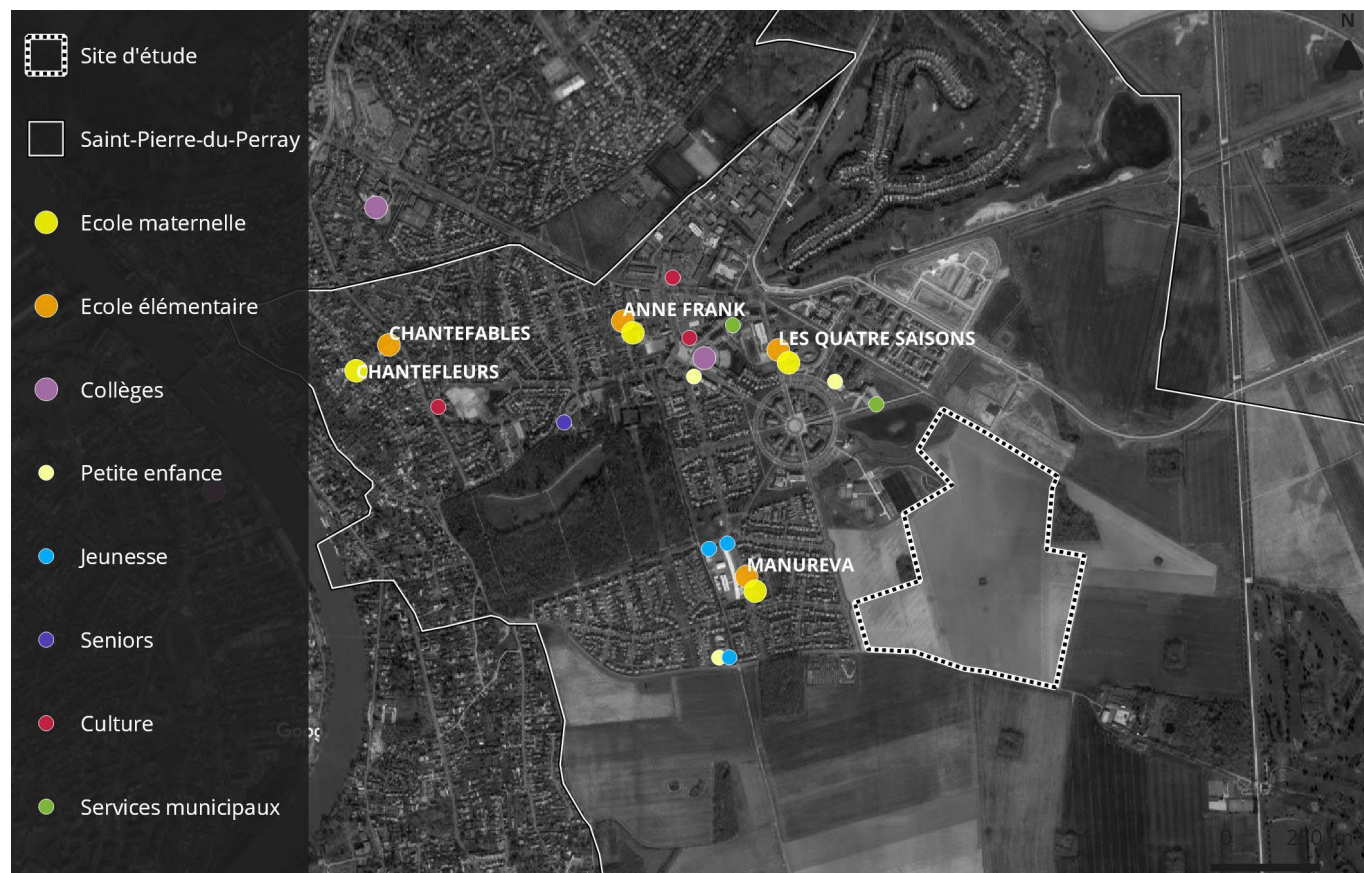 Site d'étude
Saint-Pierre-du-Perray
Ecole maternelle
Ecole élémentaire
Collèges
Petite enfance
Jeunesse
Seniors
Culture
Services municipaux
N
ANNE FRANK
CHANTEFABLES
LES QUATRE SAISONS
CHANTEFLEURS
MANUREVA
0 250 m